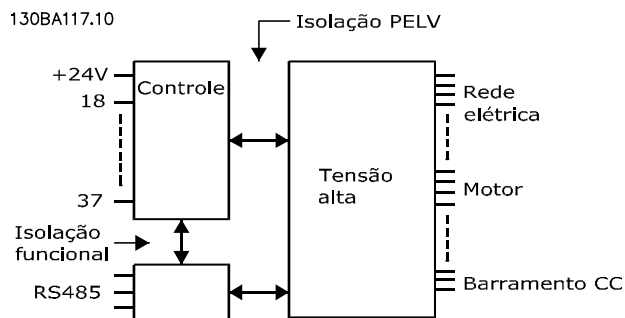 130BA117.10
Isolação PELV
+24V
Controle
18
37
Tensão
alta
Rede
elétrica
Motor
Isolação
funcional
RS485
Barramento CC